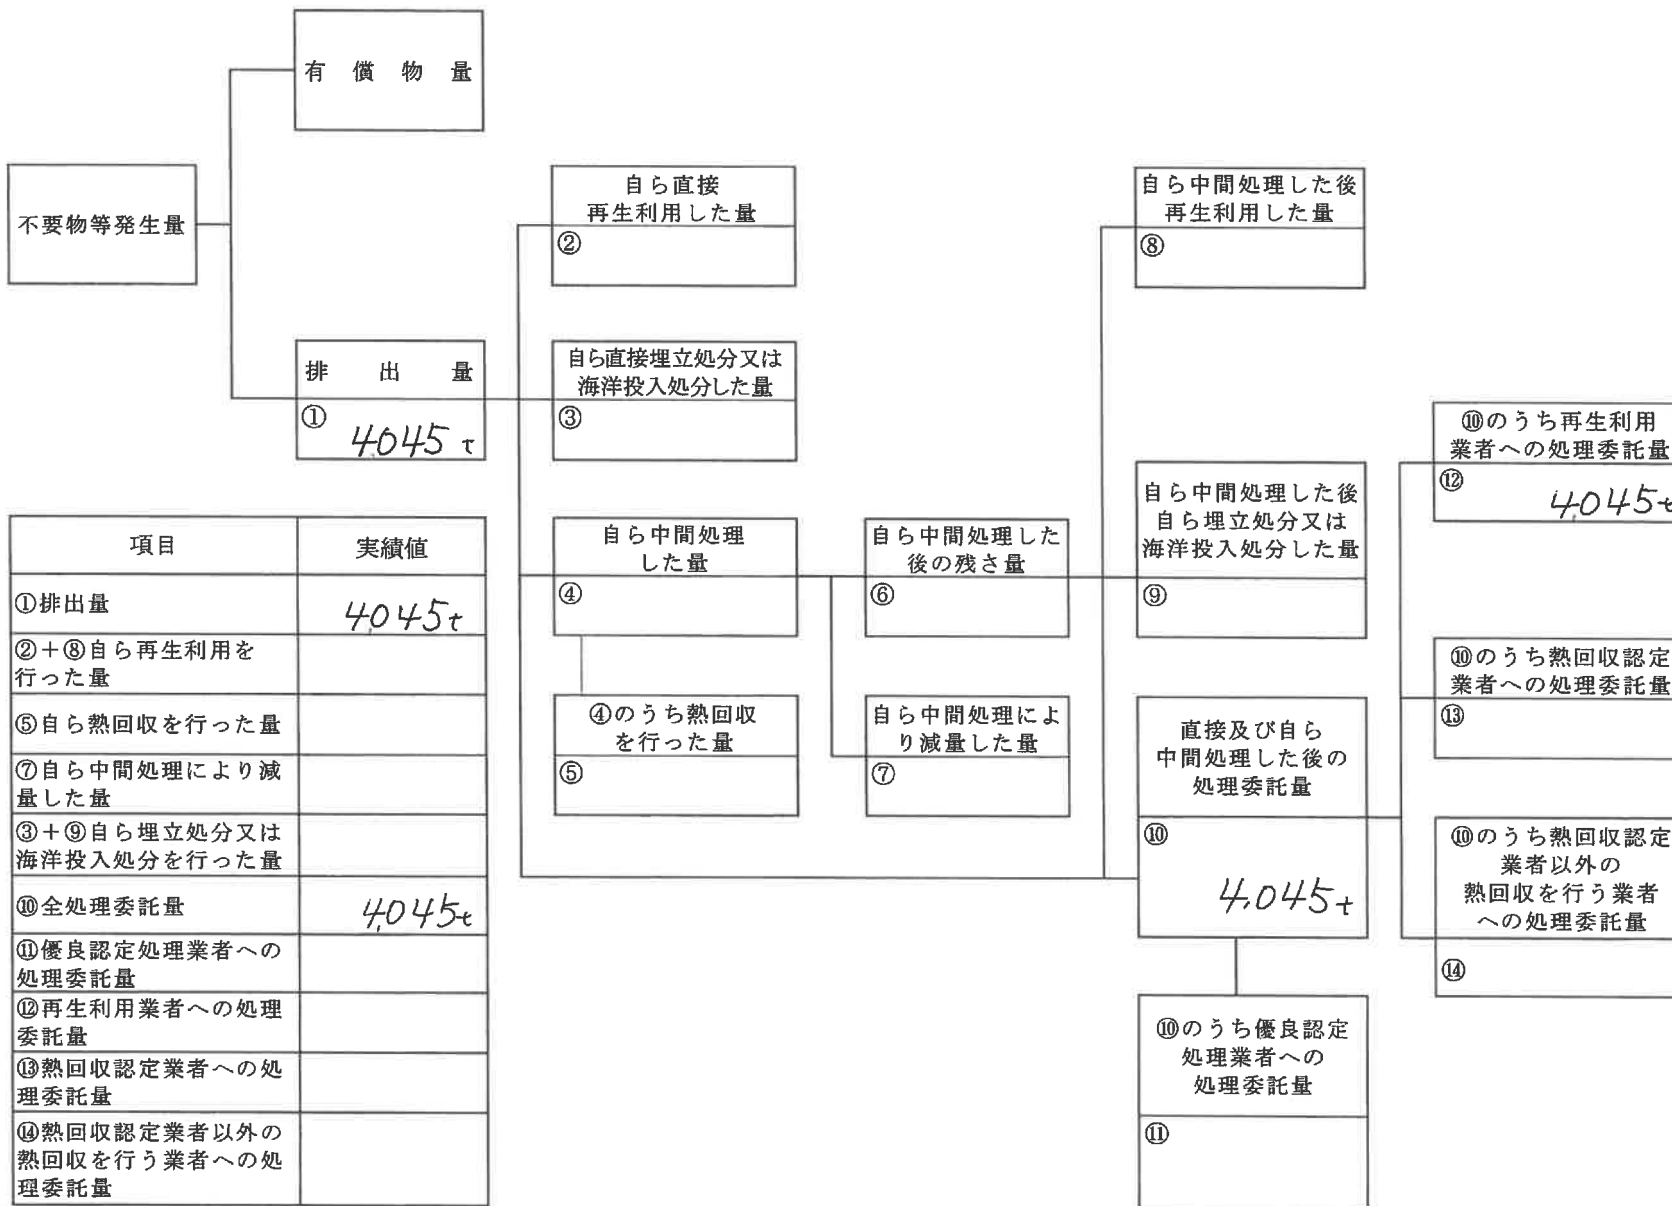 有償物量
不要物等発生量
排出量
①
4,045 t
自ら直接
再生利用した量
②
自ら直接埋立処分又は
海洋投入処分した量
③
自ら中間処理
した量
④
④のうち熱回収
を行った量
⑤
自ら中間処理した
後の残さ量
⑥
自ら中間処理によ
り減量した量
⑦
自ら中間処理した後
再生利用した量
⑧
自ら中間処理した後
自ら埋立処分又は
海洋投入処分した量
⑨
直接及び自ら
中間処理した後の
処理委託量
⑩
4,045 t
⑩のうち優良認定
処理業者への
処理委託量
⑪
⑩のうち再生利用
業者への処理委託量
⑫
4,045 t
⑩のうち熱回収認定
業者への処理委託量
⑬
⑩のうち熱回収認定
業者以外の
熱回収を行う業者
への処理委託量
⑭
項目 実績値
①排出量 4,045 t
②＋⑧自ら再生利用を
行った量
⑤自ら熱回収を行った量
⑦自ら中間処理により減
量した量
③＋⑨自ら埋立処分又は
海洋投入処分を行った量
⑩全処理委託量 4,045 t
⑪優良認定処理業者への
処理委託量
⑫再生利用業者への処理
委託量
⑬熱回収認定業者への処
理委託量
⑭熱回収認定業者以外の
熱回収を行う業者への処
理委託量